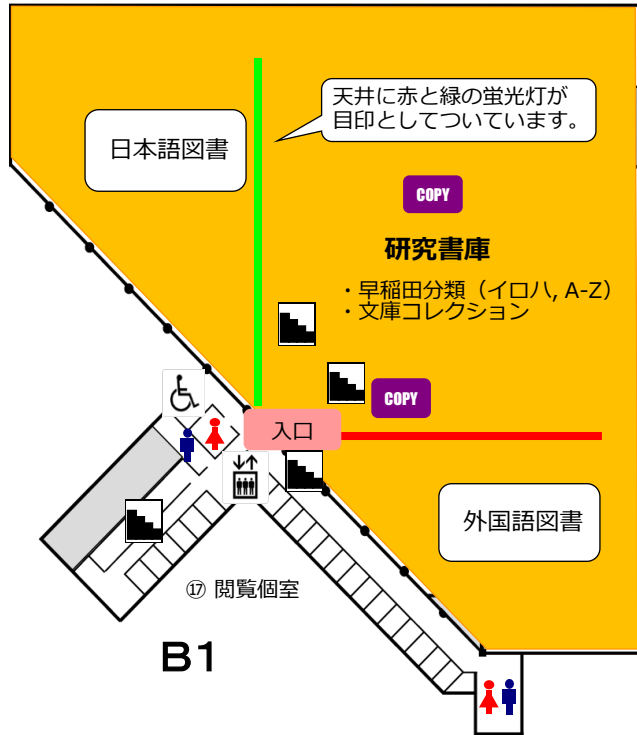 天井に赤と緑の蛍光灯が
目印としてついています。
日本語図書
COPY
研究書庫
・早稲田分類（イロハ, A-Z）
・文庫コレクション
COPY
入口
外国語図書
⑰ 閲覧個室
B1